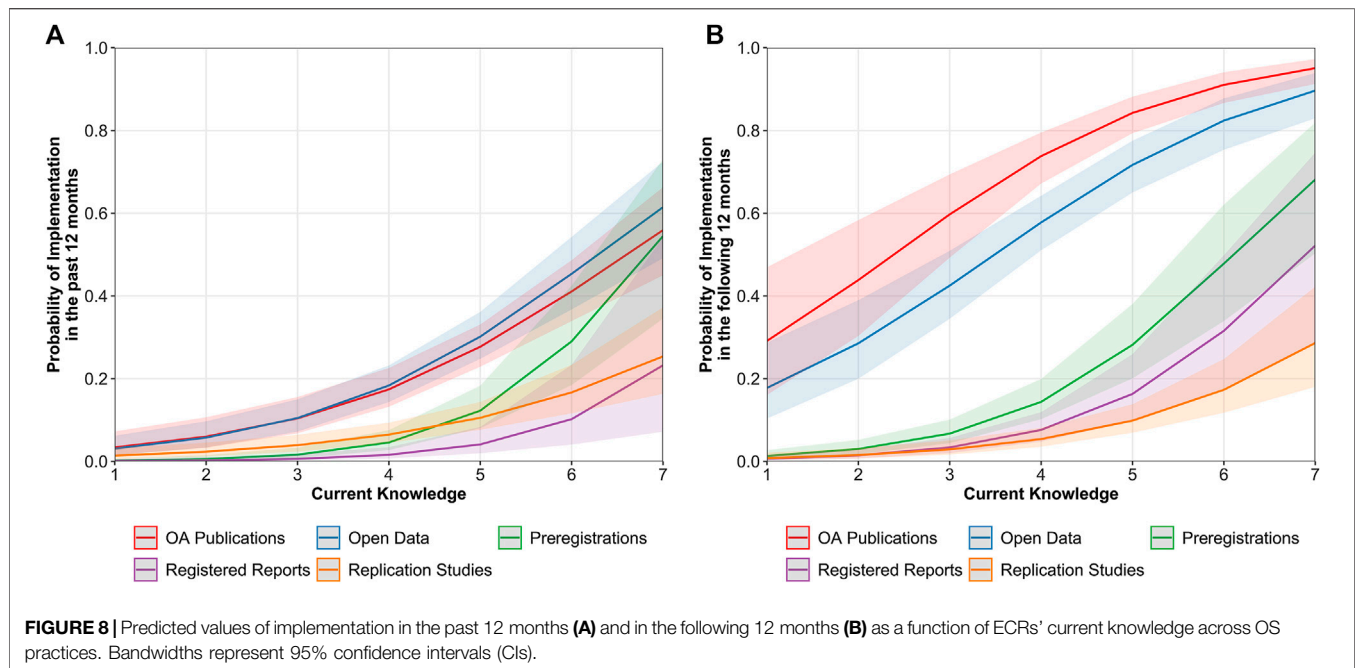 A
B
Probability of Implementation
in the past 12 months
1.0
0.8
0.6
0.4
0.2
0.0
1 2 3 4 5 6 7
Current Knowledge
OA Publications Open Data Preregistrations
Registered Reports Replication Studies
Probability of Implementation
in the following 12 months
1.0
0.8
0.6
0.4
0.2
0.0
1 2 3 4 5 6 7
Current Knowledge
OA Publications Open Data Preregistrations
Registered Reports Replication Studies
FIGURE 8 | Predicted values of implementation in the past 12 months (A) and in the following 12 months (B) as a function of ECRs' current knowledge across OS
practices. Bandwidths represent 95% confidence intervals (CIs).